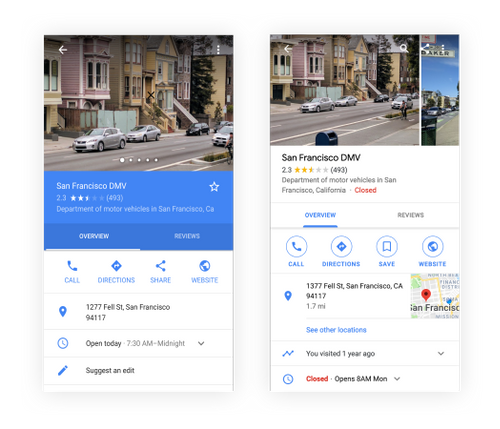 San Francisco DMV
2.3
(493)
Department of motor vehicles in San Francisco, Ca
OVERVIEW
REVIEWS
CALL
DIRECTIONS
SHARE
WEBSITE
1277 Fell St, San Francisco
94117
Open today · 7:30 AM–Midnight
Suggest an edit
BAKER
San Francisco DMV
2.3
(493)
Department of motor vehicles in San
Francisco, California · Closed
OVERVIEW
REVIEWS
CALL
DIRECTIONS
SAVE
WEBSITE
1377 Fell St, San Francisco, CA
94117
1.7 mi
San Francisc
See other locations
You visited 1 year ago
Closed · Opens 8AM Mon